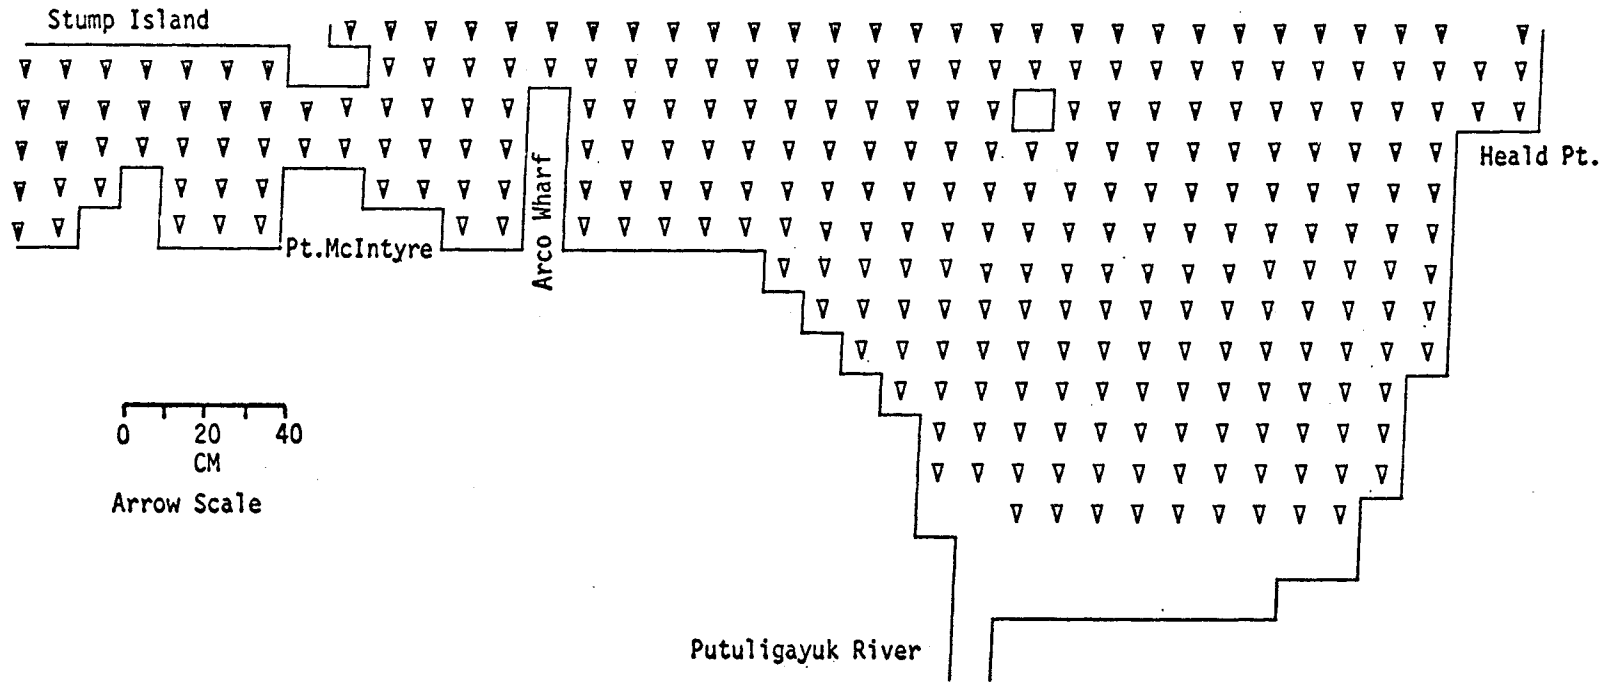 Stump Island
Heald Pt.
Arco Wharf
Pt.McIntyre
0 20 40
CM
Arrow Scale
Putuligayuk River